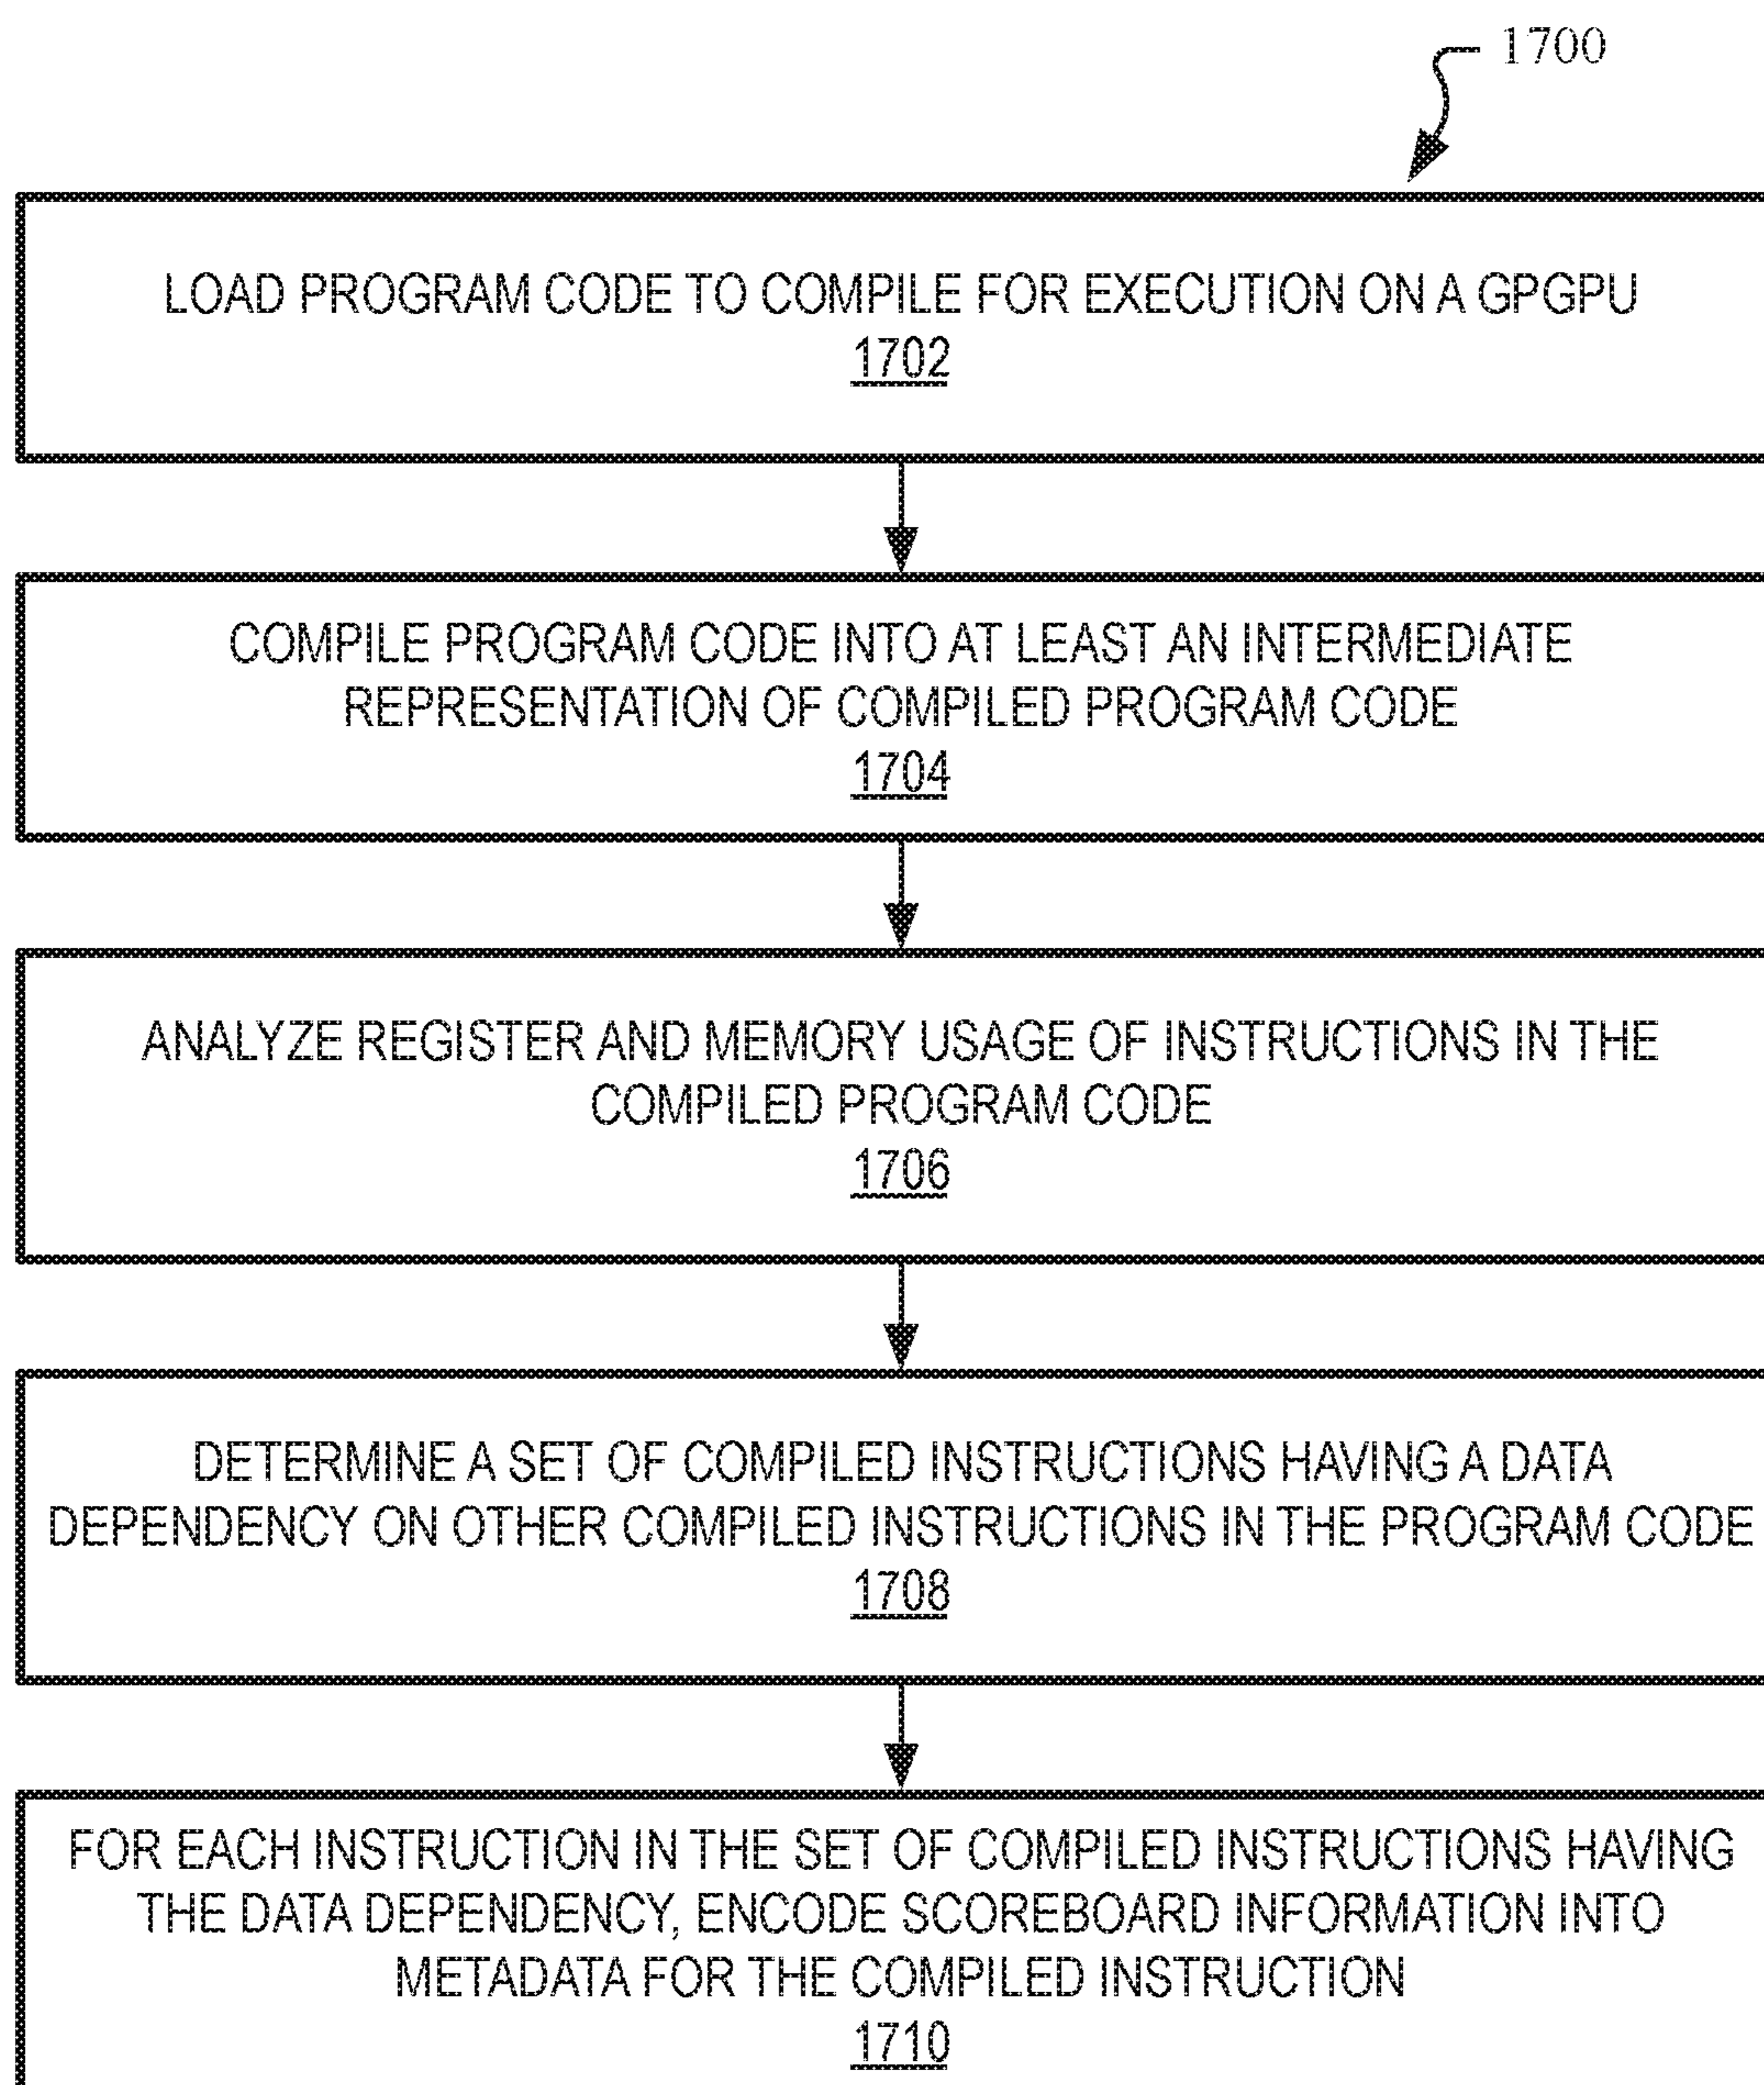 1700
LOAD PROGRAM CODE TO COMPILE FOR EXECUTION ON A GPGPU
1702
COMPILE PROGRAM CODE INTO AT LEAST AN INTERMEDIATE
REPRESENTATION OF COMPILED PROGRAM CODE
1704
ANALYZE REGISTER AND MEMORY USAGE OF INSTRUCTIONS IN THE
COMPILED PROGRAM CODE
1706
DETERMINE A SET OF COMPILED INSTRUCTIONS HAVING A DATA
DEPENDENCY ON OTHER COMPILED INSTRUCTIONS IN THE PROGRAM CODE
1708
FOR EACH INSTRUCTION IN THE SET OF COMPILED INSTRUCTIONS HAVING
THE DATA DEPENDENCY, ENCODE SCOREBOARD INFORMATION INTO
METADATA FOR THE COMPILED INSTRUCTION
1710